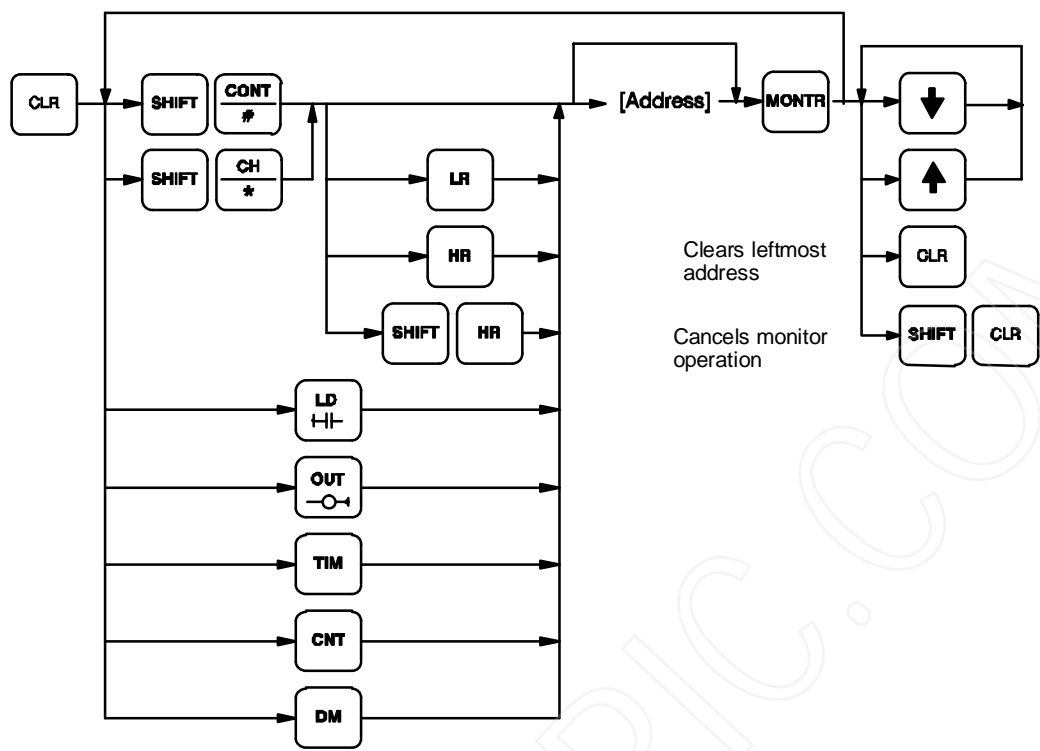 CLR
SHIFT
CONT
#
[Address]
MONTR
SHIFT
CH
*
LR
HR
Clears leftmost
address
CLR
SHIFT
HR
Cancels monitor
operation
SHIFT
CLR
LD
OUT
TIM
CNT
DM